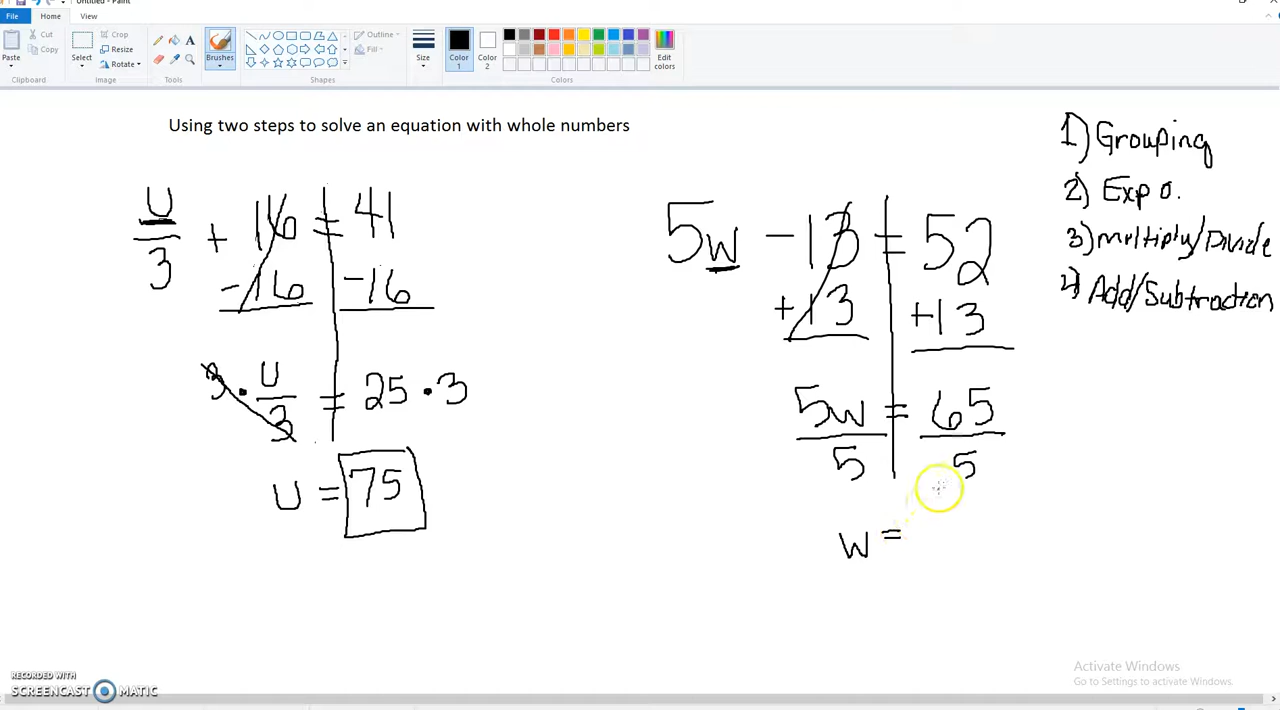 Untitled - Paint
File Home View
Paste
Cut
Copy
Clipboard
Select
Crop
Resize
Rotate
Image
Tools
Brushes
Outline
Fill
Shapes
Size
Color 1
Color 2
Edit colors
Colors
Using two steps to solve an equation with whole numbers
U/3 + 16 = 41
-16 -16
3 · U/3 = 25 · 3
U = 75
5w - 13 = 52
+13 +13
5w/5 = 65/5
w =
1) Grouping
2) Expo.
3) Multiply/Divide
4) Add/Subtraction
Activate Windows
Go to Settings to activate Windows.
RECORDED WITH
SCREENCAST MATIC